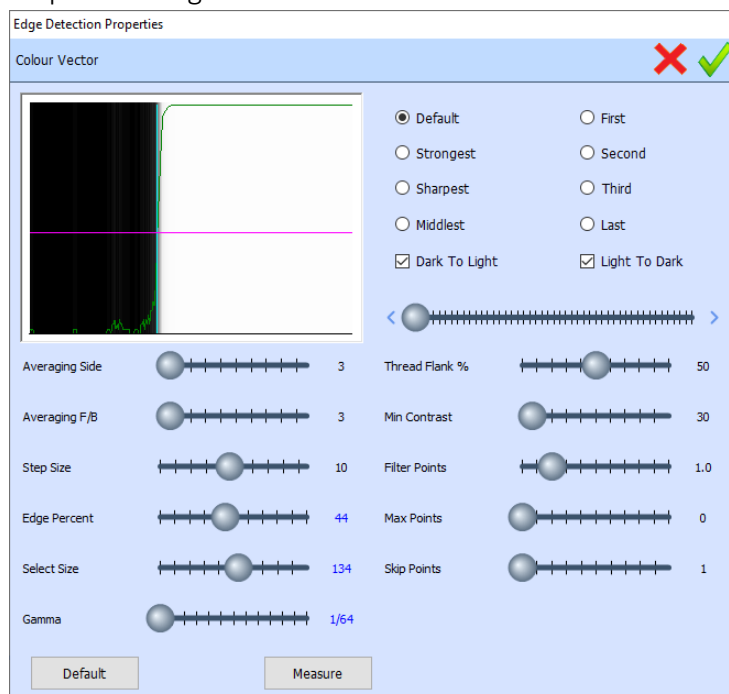 Edge Detection Properties
Colour Vector
Default
First
Strongest
Second
Sharpest
Third
Middlest
Last
Dark To Light
Light To Dark
Averaging Side
3
Thread Flank %
50
Averaging F/B
3
Min Contrast
30
Step Size
10
Filter Points
1.0
Edge Percent
44
Max Points
0
Select Size
134
Skip Points
1
Gamma
1/64
Default
Measure